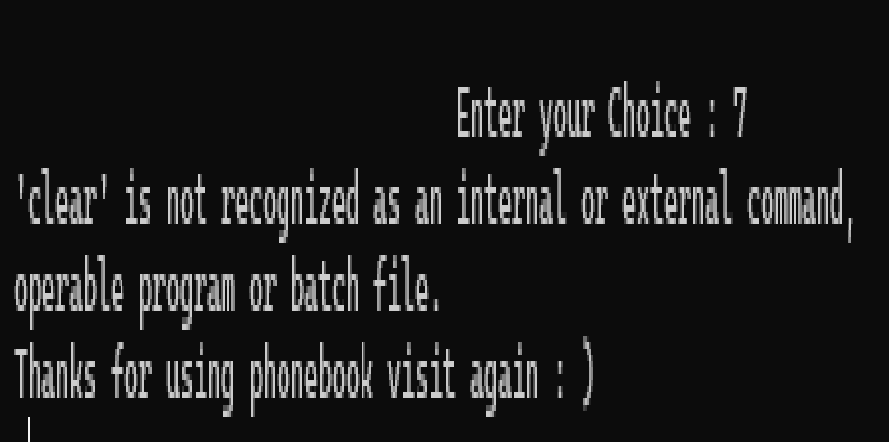 Enter your Choice : 7
'clear' is not recognized as an internal or external command,
operable program or batch file.
Thanks for using phonebook visit again : )